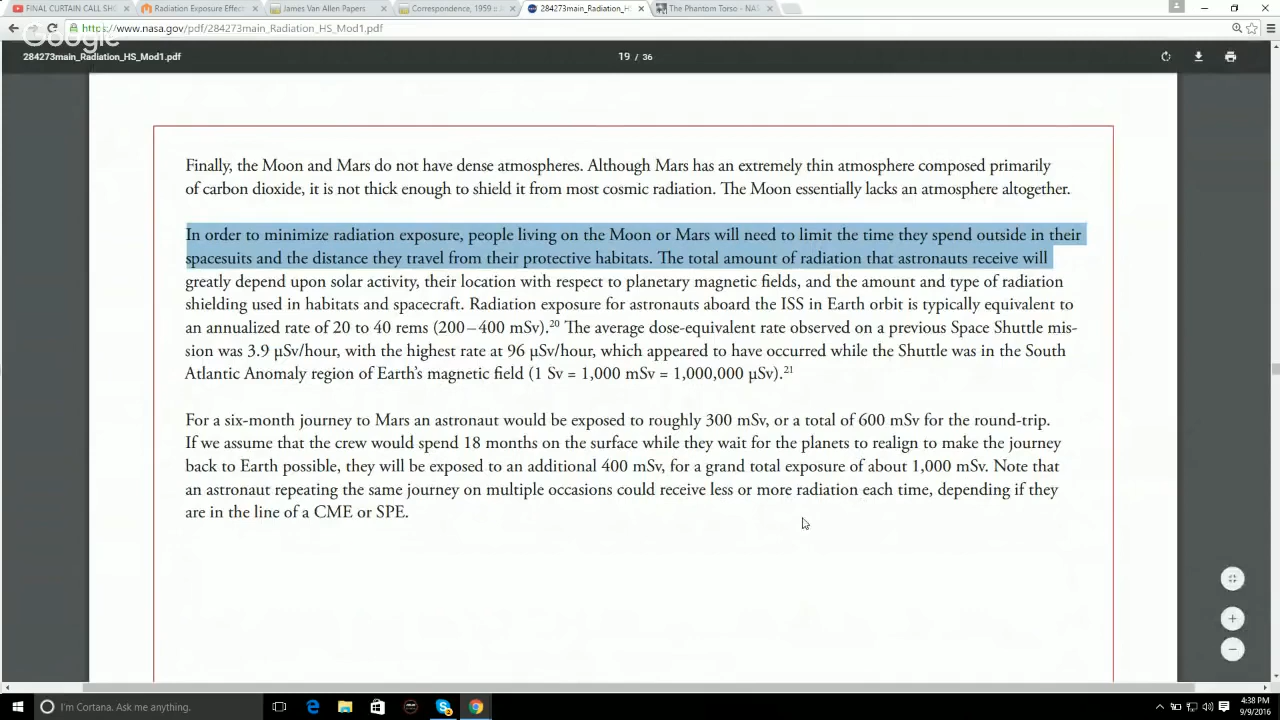 FINAL CURTAIN CALL SH
Radiation Exposure Effec
James Van Allen Papers
Correspondence, 1959
284273main_Radiation_H
The Phantom Torso - NA
https://www.nasa.gov/pdf/284273main_Radiation_HS_Mod1.pdf
Google
284273main_Radiation_HS_Mod1.pdf
19 / 36
Finally, the Moon and Mars do not have dense atmospheres. Although Mars has an extremely thin atmosphere composed primarily
of carbon dioxide, it is not thick enough to shield it from most cosmic radiation. The Moon essentially lacks an atmosphere altogether.
In order to minimize radiation exposure, people living on the Moon or Mars will need to limit the time they spend outside in their
spacesuits and the distance they travel from their protective habitats. The total amount of radiation that astronauts receive will
greatly depend upon solar activity, their location with respect to planetary magnetic fields, and the amount and type of radiation
shielding used in habitats and spacecraft. Radiation exposure for astronauts aboard the ISS in Earth orbit is typically equivalent to
an annualized rate of 20 to 40 rems (200–400 mSv).20 The average dose-equivalent rate observed on a previous Space Shuttle mis-
sion was 3.9 µSv/hour, with the highest rate at 96 µSv/hour, which appeared to have occurred while the Shuttle was in the South
Atlantic Anomaly region of Earth's magnetic field (1 Sv = 1,000 mSv = 1,000,000 µSv).21
For a six-month journey to Mars an astronaut would be exposed to roughly 300 mSv, or a total of 600 mSv for the round-trip.
If we assume that the crew would spend 18 months on the surface while they wait for the planets to realign to make the journey
back to Earth possible, they will be exposed to an additional 400 mSv, for a grand total exposure of about 1,000 mSv. Note that
an astronaut repeating the same journey on multiple occasions could receive less or more radiation each time, depending if they
are in the line of a CME or SPE.
I'm Cortana. Ask me anything.
4:38 PM
9/9/2016